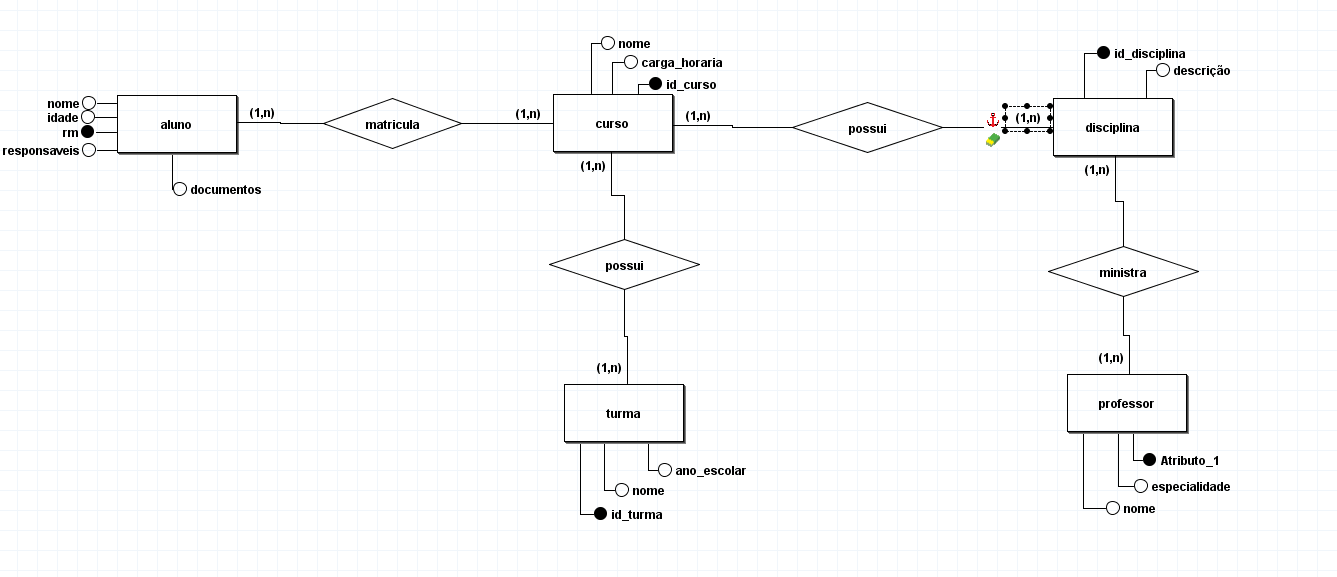 nome
carga_horaria
id_curso
id_disciplina
descrição
nome
idade
rm
responsaveis
documentos
aluno
(1,n)
matricula
(1,n)
curso
(1,n)
(1,n)
possui
(1,n)
disciplina
(1,n)
possui
ministra
(1,n)
turma
ano_escolar
nome
id_turma
(1,n)
professor
Atributo_1
especialidade
nome